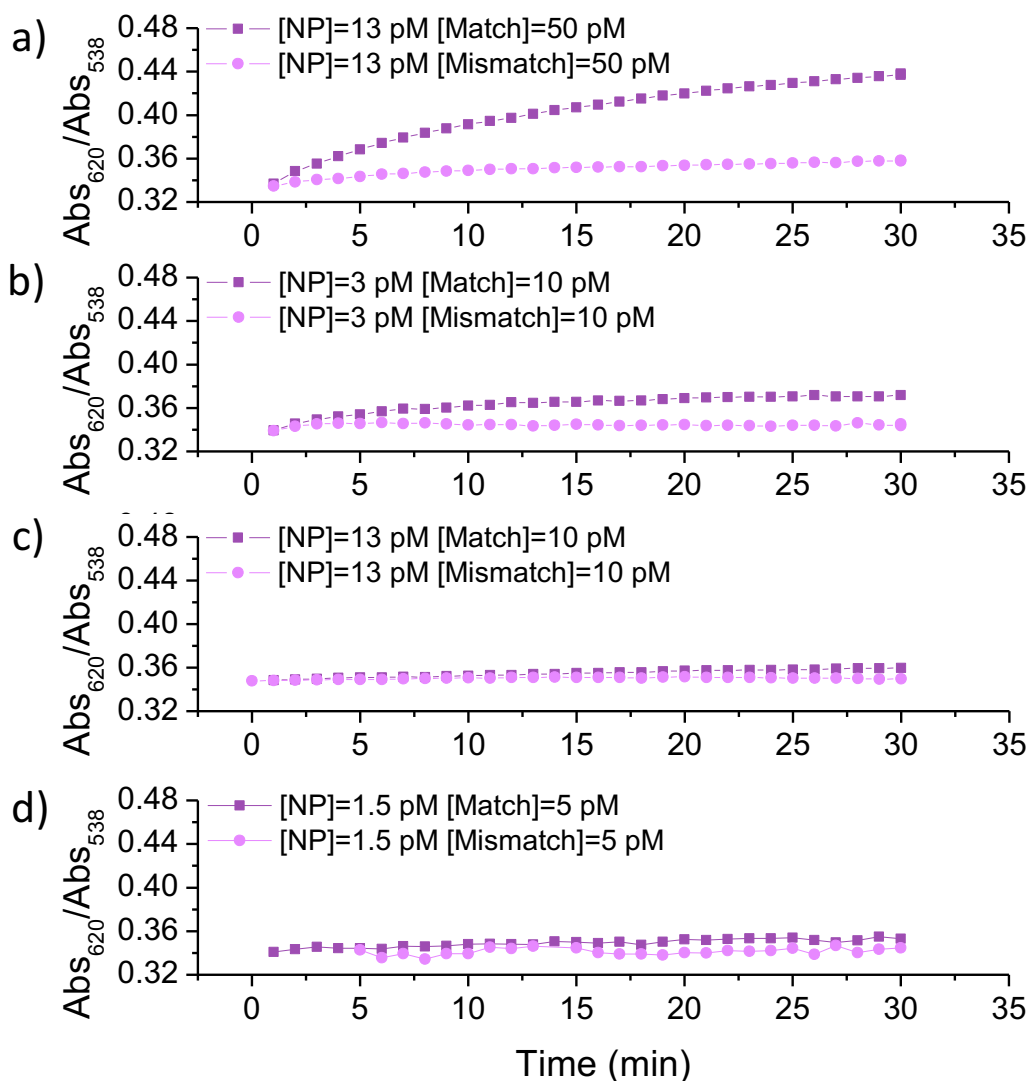 a)
[NP]=13 pM [Match]=50 pM
[NP]=13 pM [Mismatch]=50 pM
Abs620/Abs538
0.48
0.44
0.40
0.36
0.32
0 5 10 15 20 25 30 35
b)
[NP]=3 pM [Match]=10 pM
[NP]=3 pM [Mismatch]=10 pM
Abs620/Abs538
0.48
0.44
0.40
0.36
0.32
0 5 10 15 20 25 30 35
c)
[NP]=13 pM [Match]=10 pM
[NP]=13 pM [Mismatch]=10 pM
Abs620/Abs538
0.48
0.44
0.40
0.36
0.32
0 5 10 15 20 25 30 35
d)
[NP]=1.5 pM [Match]=5 pM
[NP]=1.5 pM [Mismatch]=5 pM
Abs620/Abs538
0.48
0.44
0.40
0.36
0.32
0 5 10 15 20 25 30 35
Time (min)